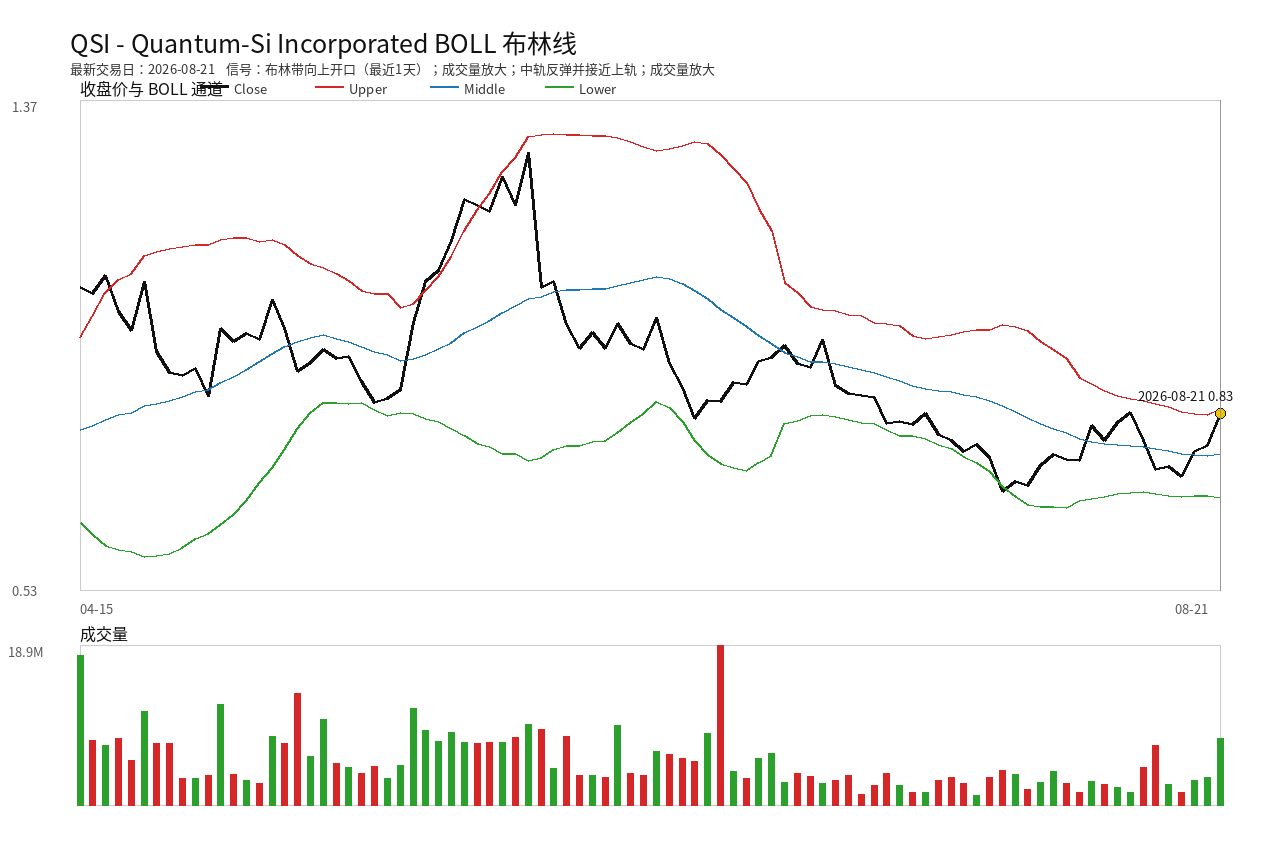 QSI - Quantum-Si Incorporated BOLL 布林线
最新交易日：2026-08-21 信号：布林带向上开口（最近1天）；成交量放大；中轨反弹并接近上轨；成交量放大
收盘价与 BOLL 通道 Close Upper Middle Lower
1.37
2026-08-21 0.83
0.53
04-15 08-21
成交量
18.9M